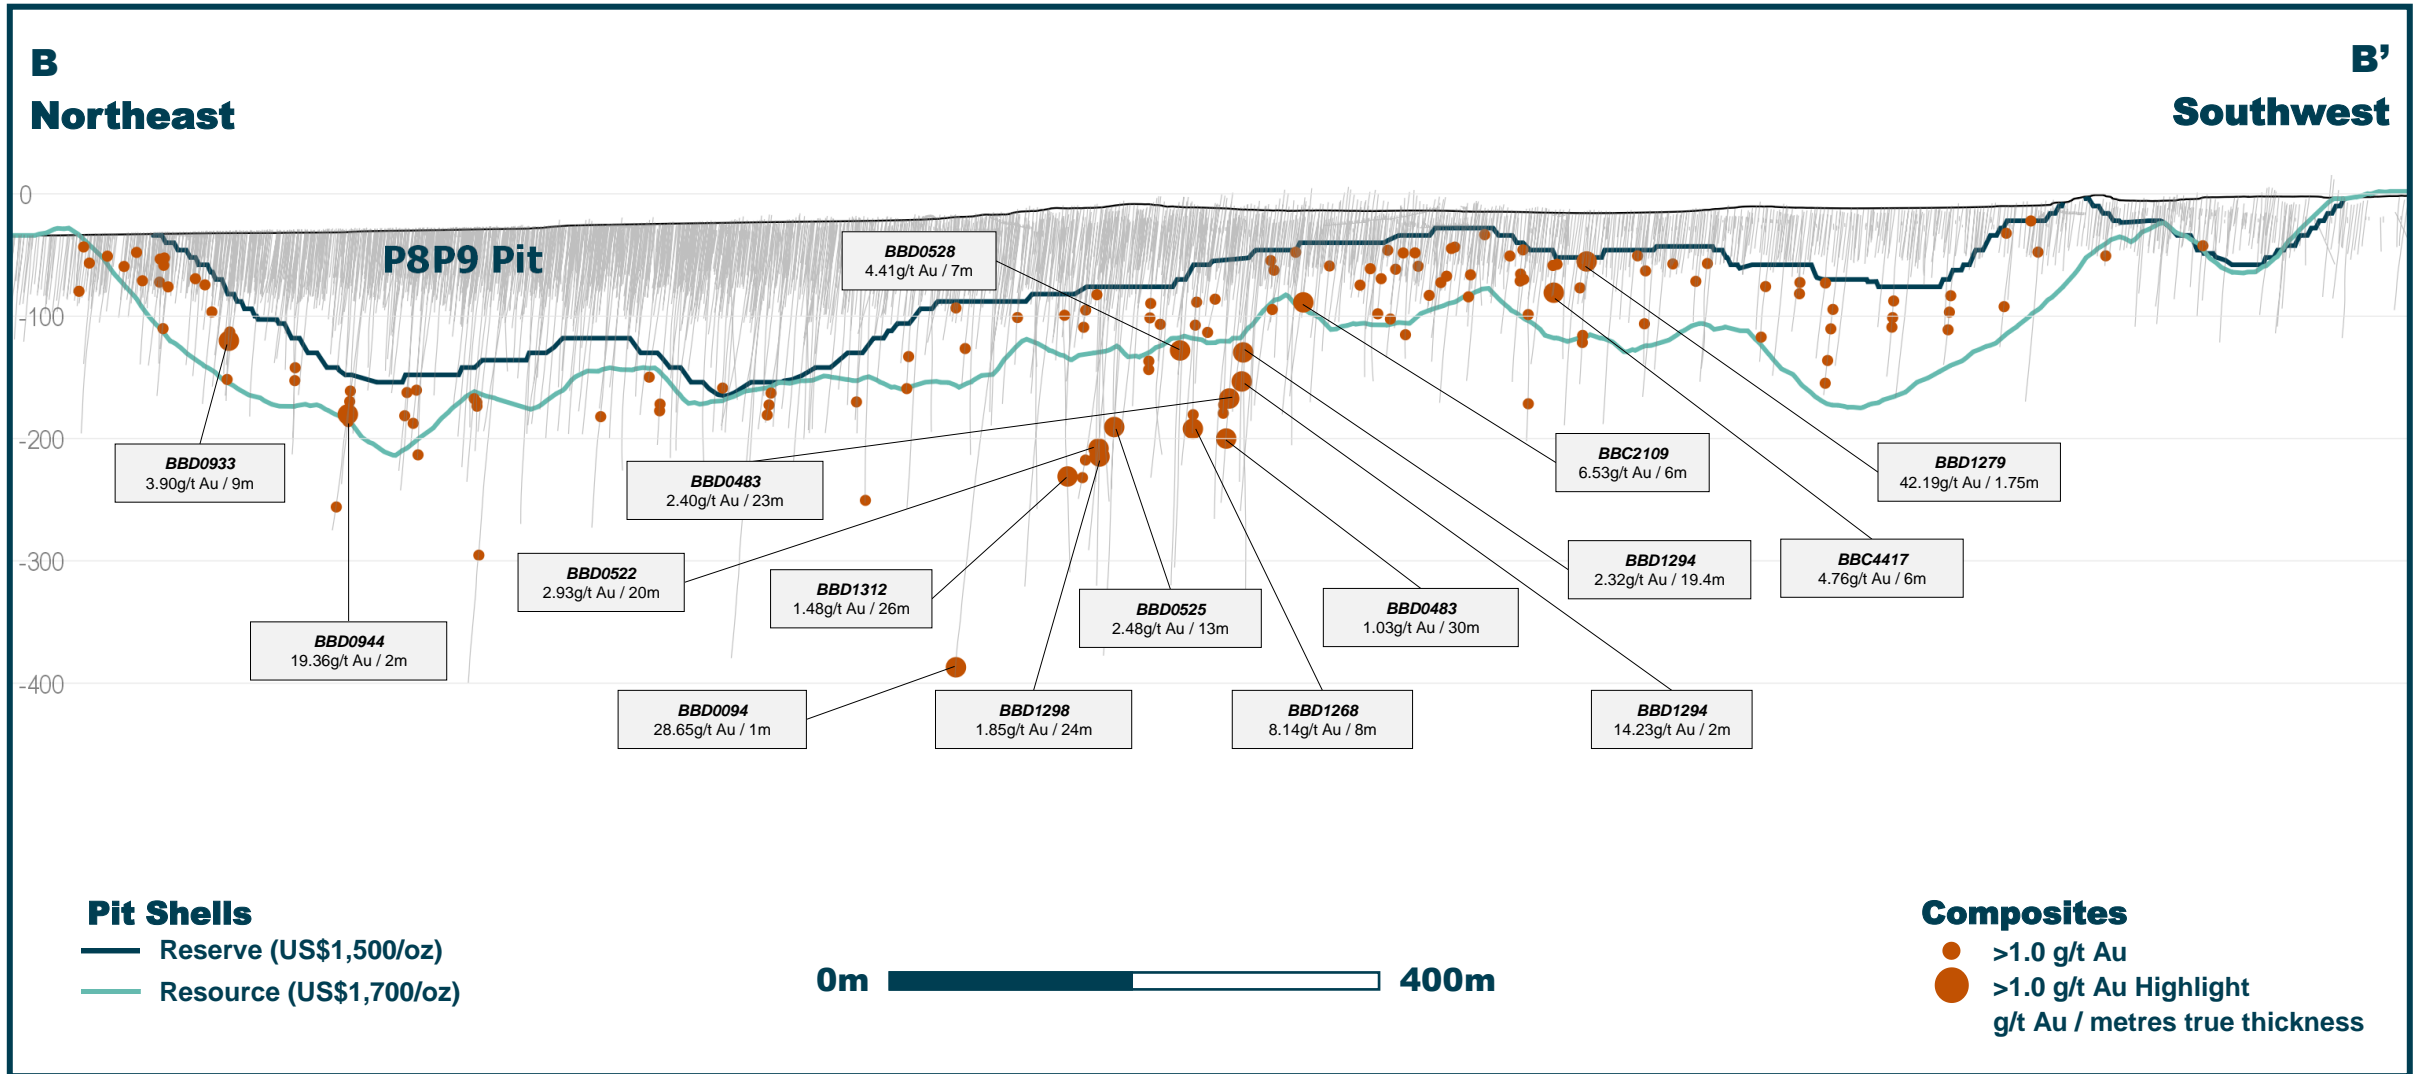 B
Northeast
B’
Southwest
0
-100
-200
-300
-400
P8P9 Pit
BBD0528
4.41g/t Au / 7m
BBD0933
3.90g/t Au / 9m
BBD0483
2.40g/t Au / 23m
BBC2109
6.53g/t Au / 6m
BBD1279
42.19g/t Au / 1.75m
BBD0522
2.93g/t Au / 20m
BBD1312
1.48g/t Au / 26m
BBD0525
2.48g/t Au / 13m
BBD0483
1.03g/t Au / 30m
BBD1294
2.32g/t Au / 19.4m
BBC4417
4.76g/t Au / 6m
BBD0944
19.36g/t Au / 2m
BBD0094
28.65g/t Au / 1m
BBD1298
1.85g/t Au / 24m
BBD1268
8.14g/t Au / 8m
BBD1294
14.23g/t Au / 2m
Pit Shells
Reserve (US$1,500/oz)
Resource (US$1,700/oz)
0m
400m
Composites
>1.0 g/t Au
>1.0 g/t Au Highlight
g/t Au / metres true thickness